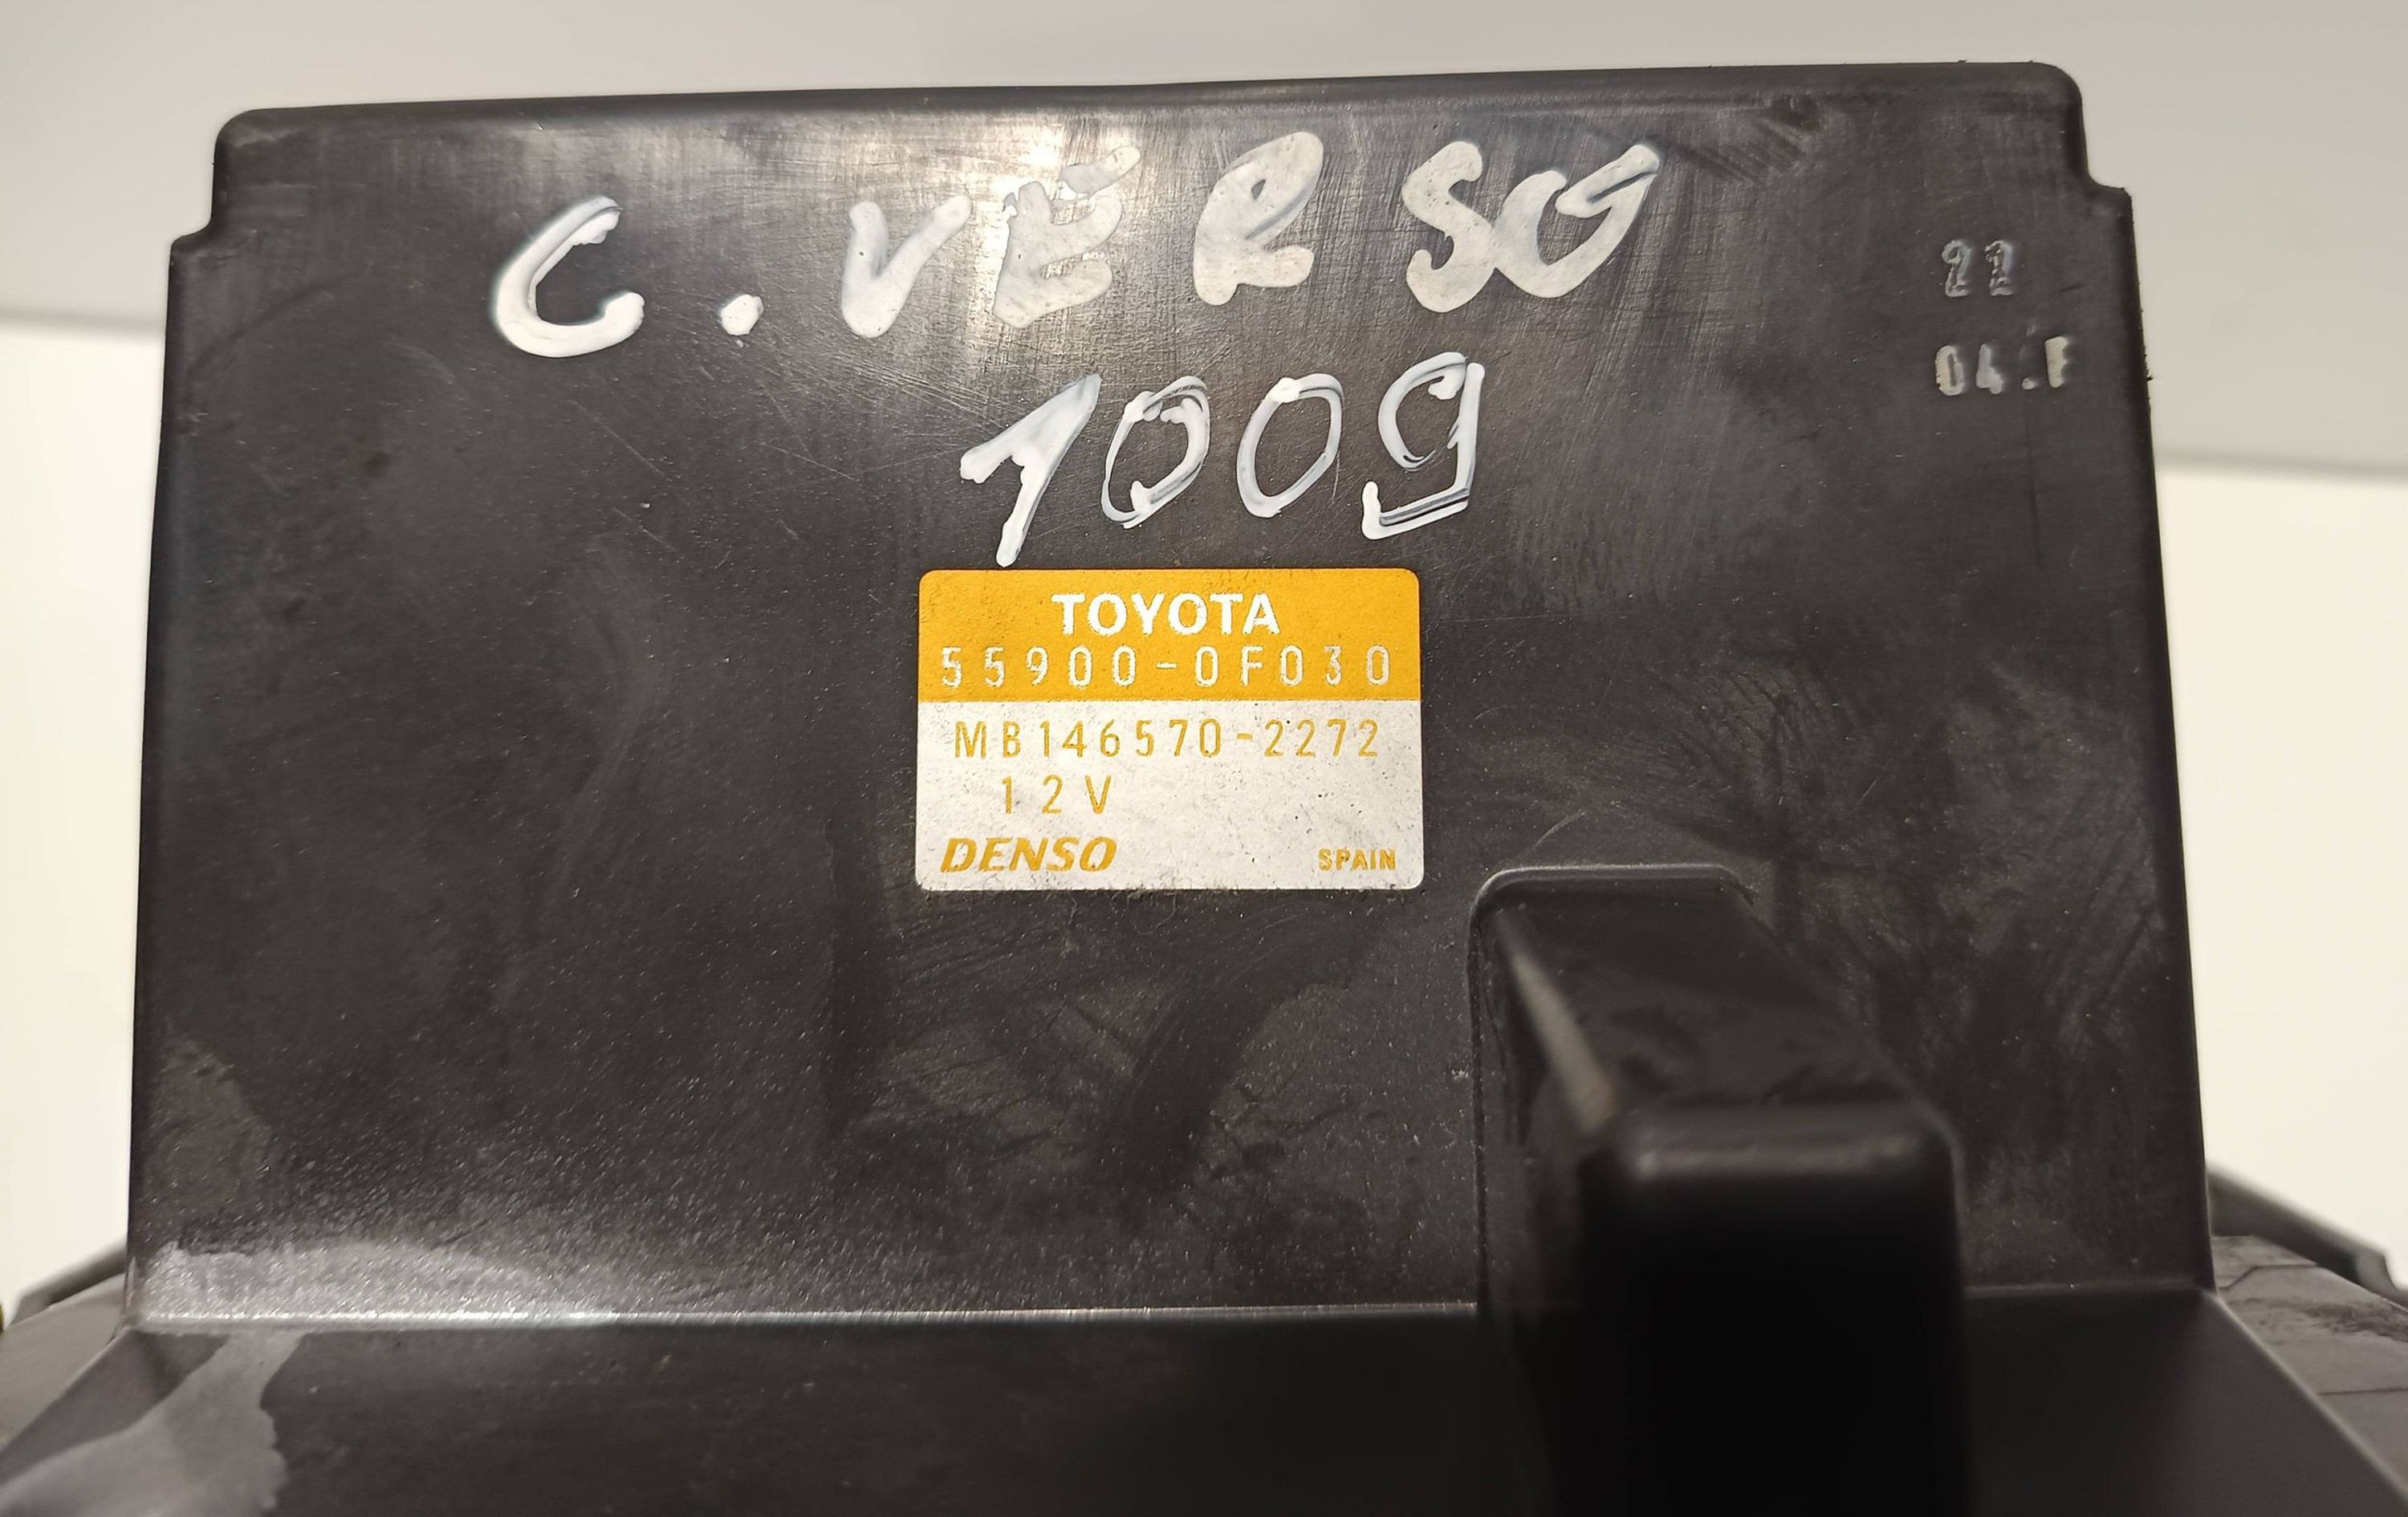 C.VERSO
1009
22
04.F
TOYOTA
55900-0F030
MB146570-2272
12V
DENSO SPAIN